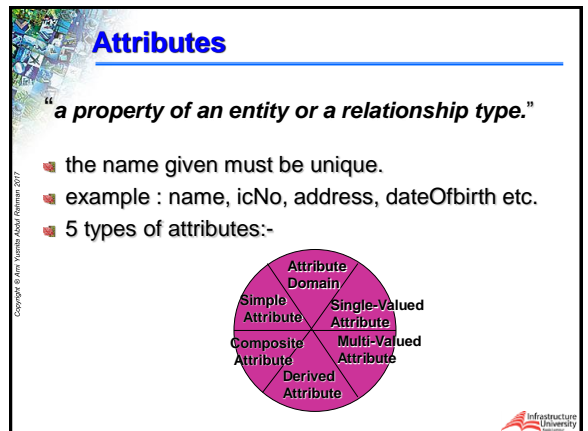 Attributes
“a property of an entity or a relationship type.”
the name given must be unique.
example : name, icNo, address, dateOfbirth etc.
5 types of attributes:-
Attribute
Domain
Simple
Attribute
Single-Valued
Attribute
Composite
Attribute
Multi-Valued
Attribute
Derived
Attribute
Copyright @ Ami Yusnita Abdul Rahman 2017
Infrastructure
University